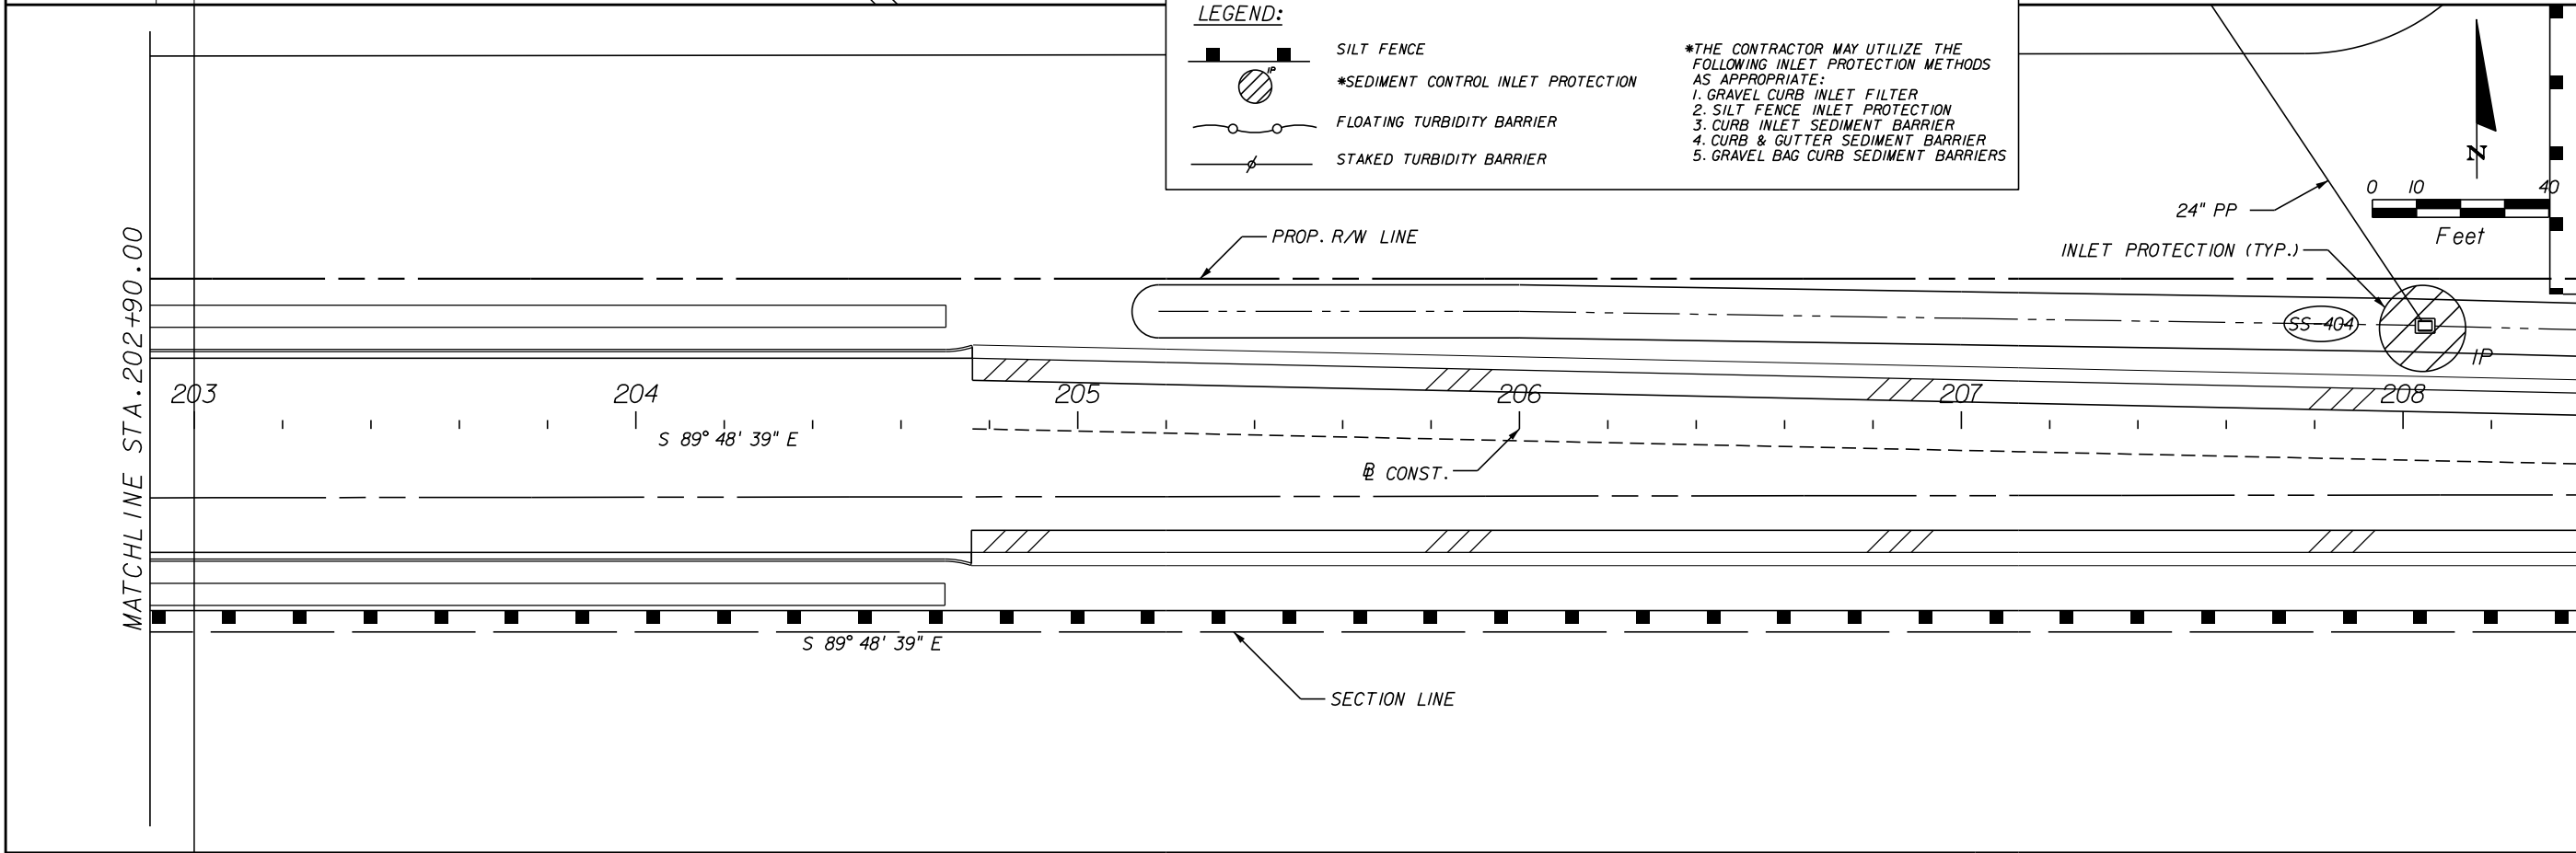 LEGEND:
SILT FENCE
IP
*SEDIMENT CONTROL INLET PROTECTION
FLOATING TURBIDITY BARRIER
STAKED TURBIDITY BARRIER
*THE CONTRACTOR MAY UTILIZE THE
FOLLOWING INLET PROTECTION METHODS
AS APPROPRIATE:
1. GRAVEL CURB INLET FILTER
2. SILT FENCE INLET PROTECTION
3. CURB INLET SEDIMENT BARRIER
4. CURB & GUTTER SEDIMENT BARRIER
5. GRAVEL BAG CURB SEDIMENT BARRIERS
N
0 10 40
Feet
24" PP
INLET PROTECTION (TYP.)
PROP. R/W LINE
MATCHLINE STA. 202+90.00
SS-404
IP
203 204 205 206 207 208
S 89° 48' 39" E
BL CONST.
S 89° 48' 39" E
SECTION LINE